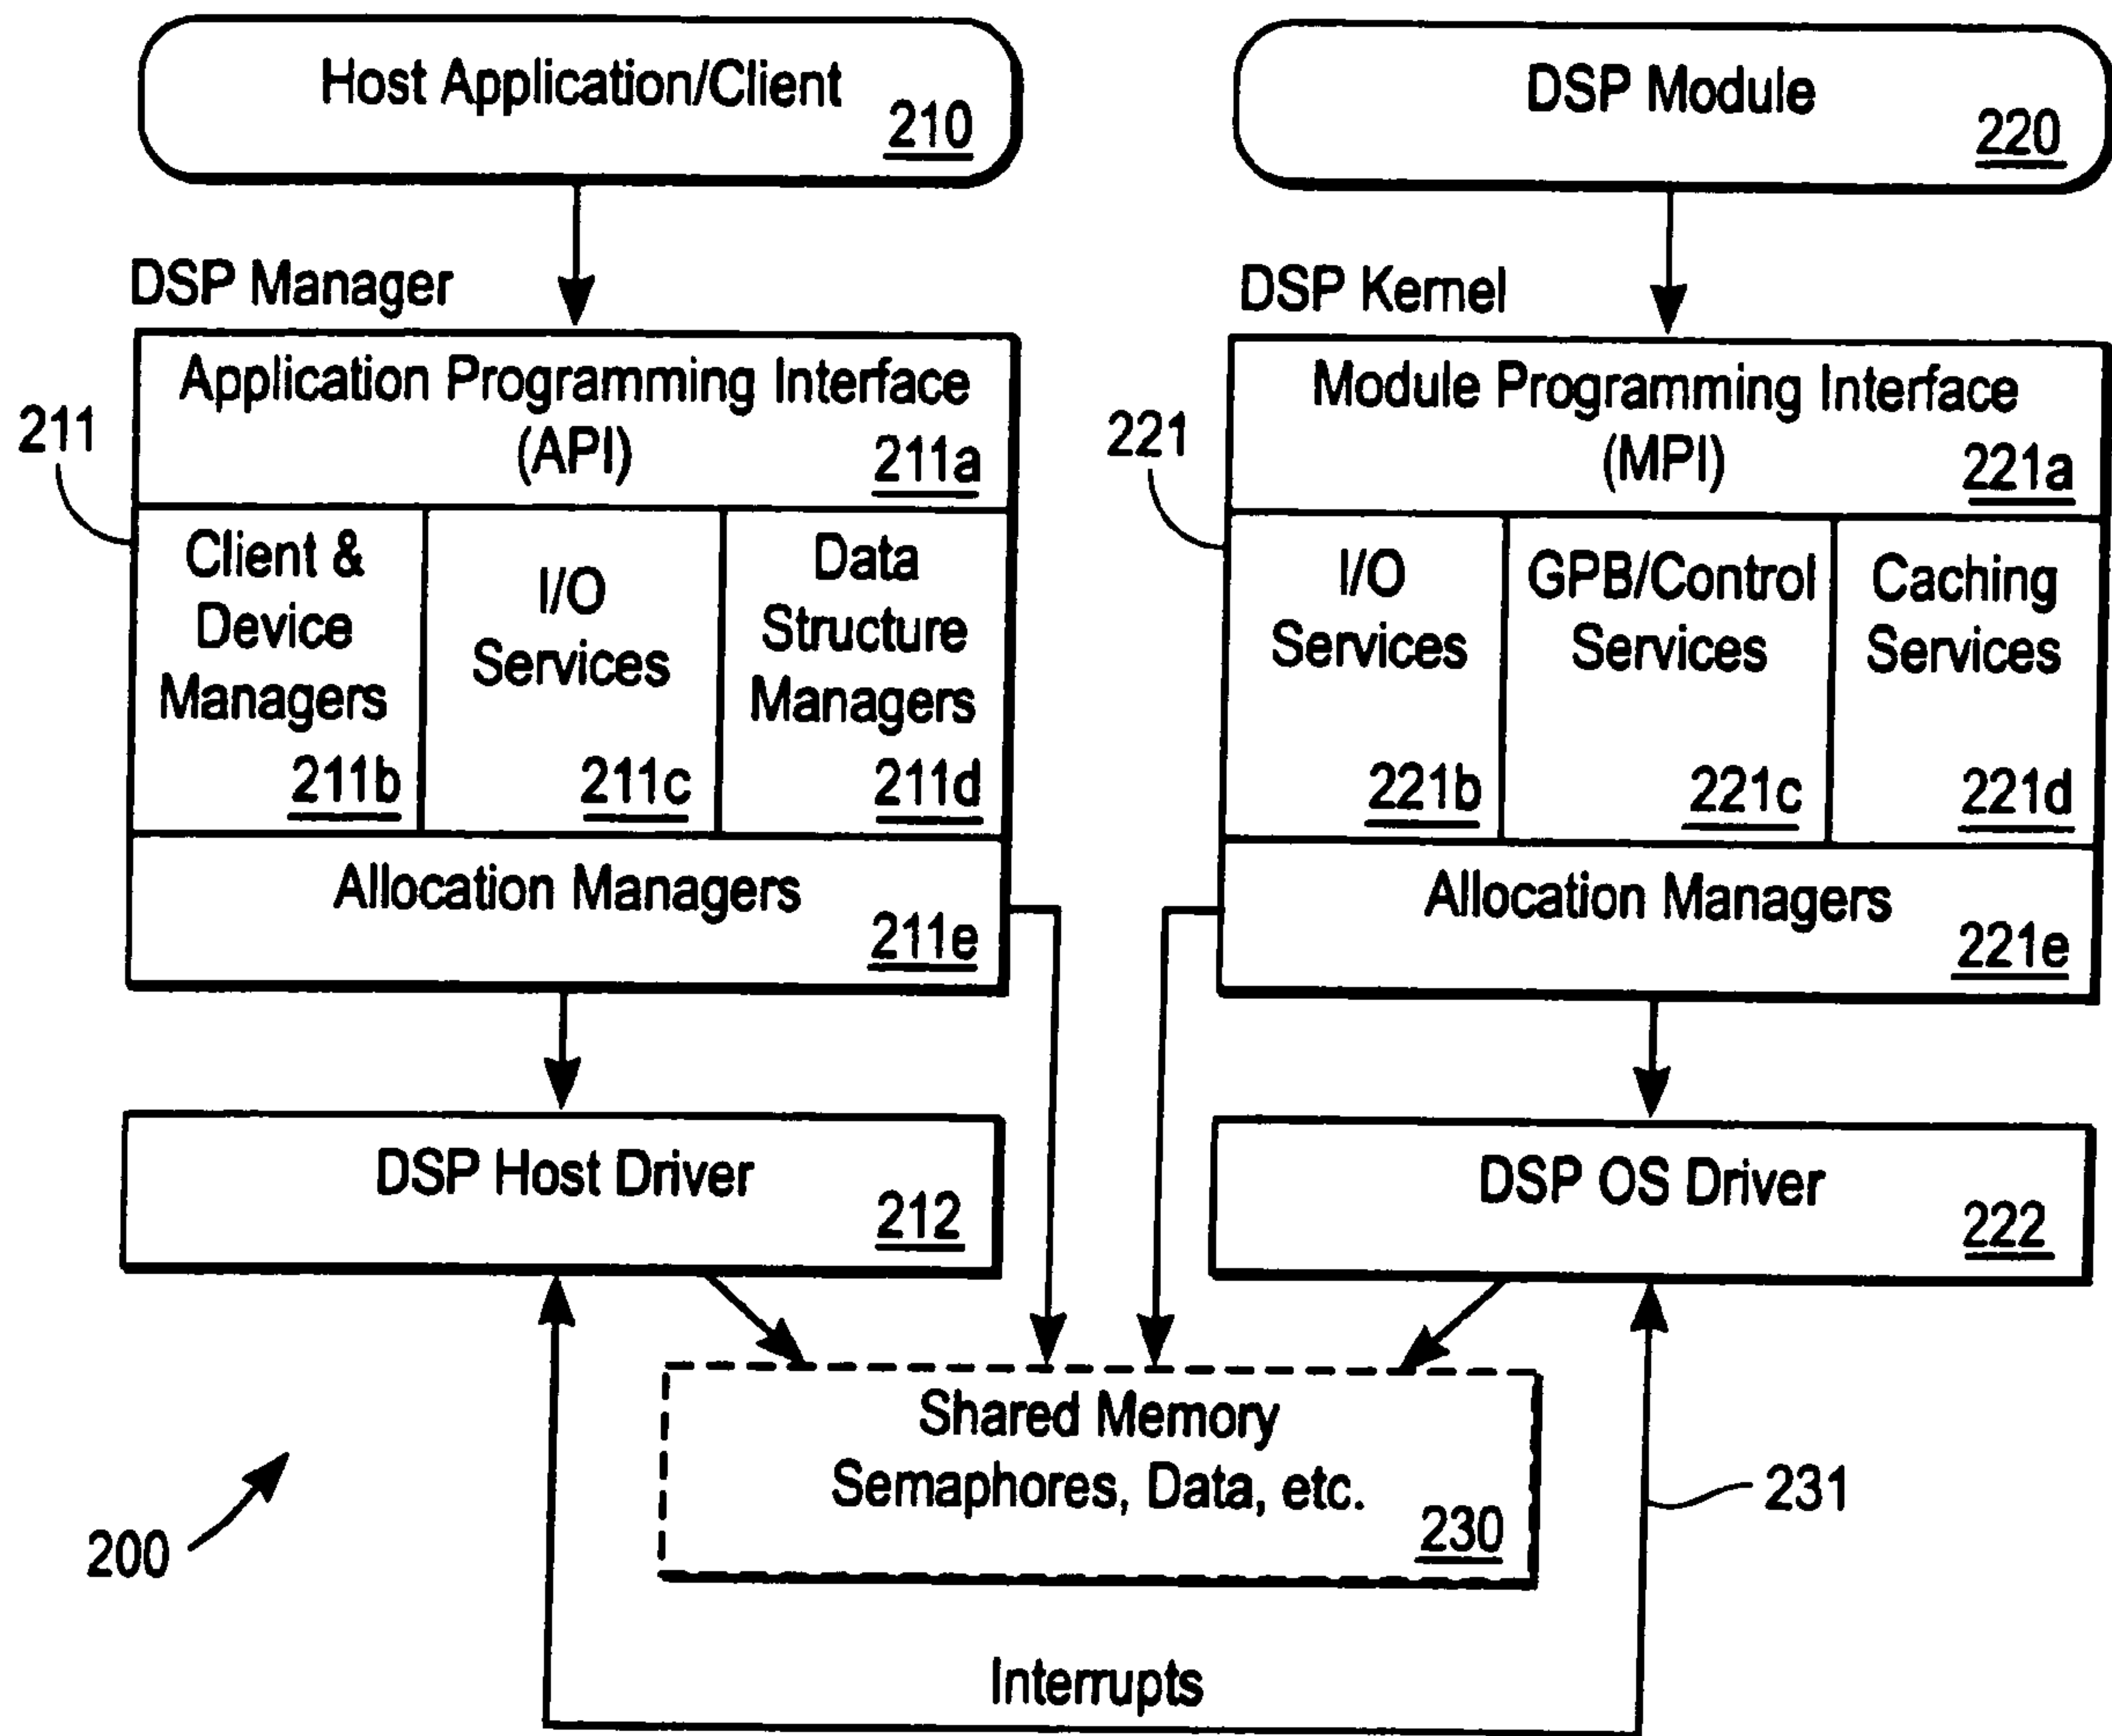 Host Application/Client
210
DSP Module
220
DSP Manager
DSP Kernel
211
Application Programming Interface
(API)
211a
Client &
Device
Managers
211b
I/O
Services
211c
Data
Structure
Managers
211d
Allocation Managers
211e
221
Module Programming Interface
(MPI)
221a
I/O
Services
221b
GPB/Control
Services
221c
Caching
Services
221d
Allocation Managers
221e
DSP Host Driver
212
DSP OS Driver
222
Shared Memory
Semaphores, Data, etc.
230
231
200
Interrupts